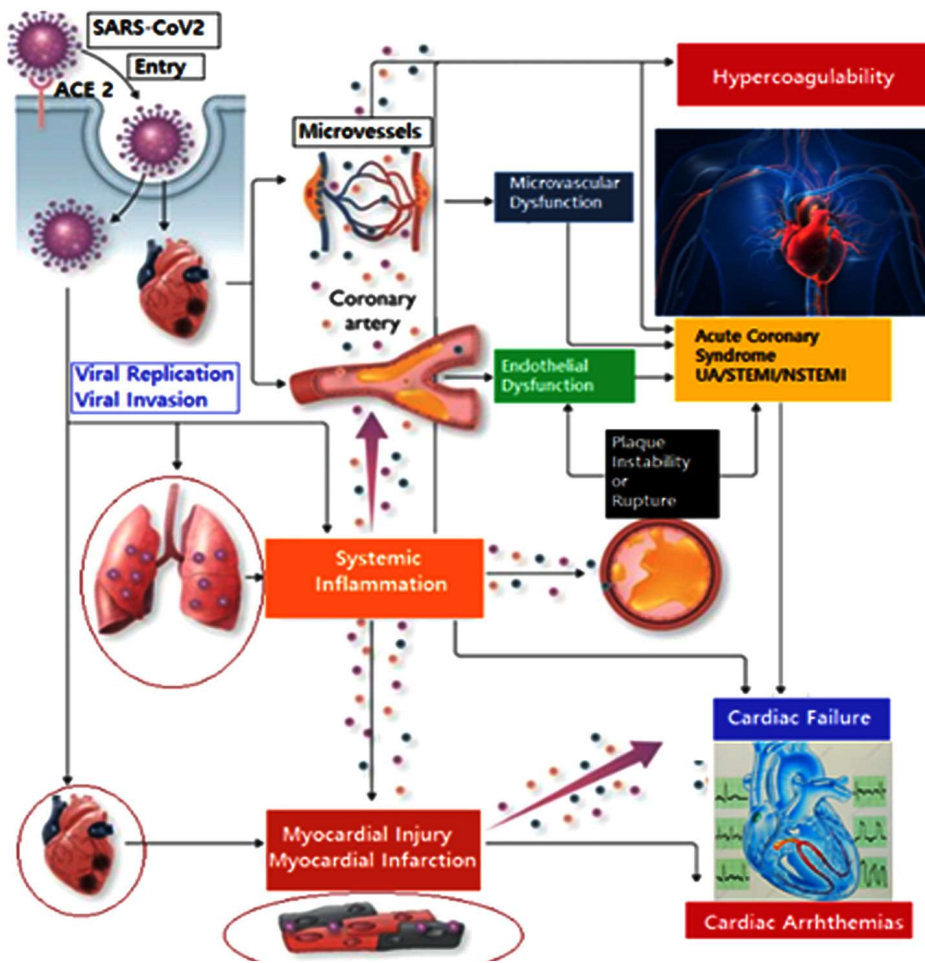 SARS-CoV2
Entry
ACE 2
Microvessels
Hypercoagulability
Microvascular
Dysfunction
Coronary
artery
Acute Coronary
Syndrome
UA/STEMI/NSTEMI
Endothelial
Dysfunction
Viral Replication
Viral Invasion
Plaque
Instability
or
Rupture
Systemic
Inflammation
Cardiac Failure
Myocardial Injury
Myocardial Infarction
Cardiac Arrhthemias